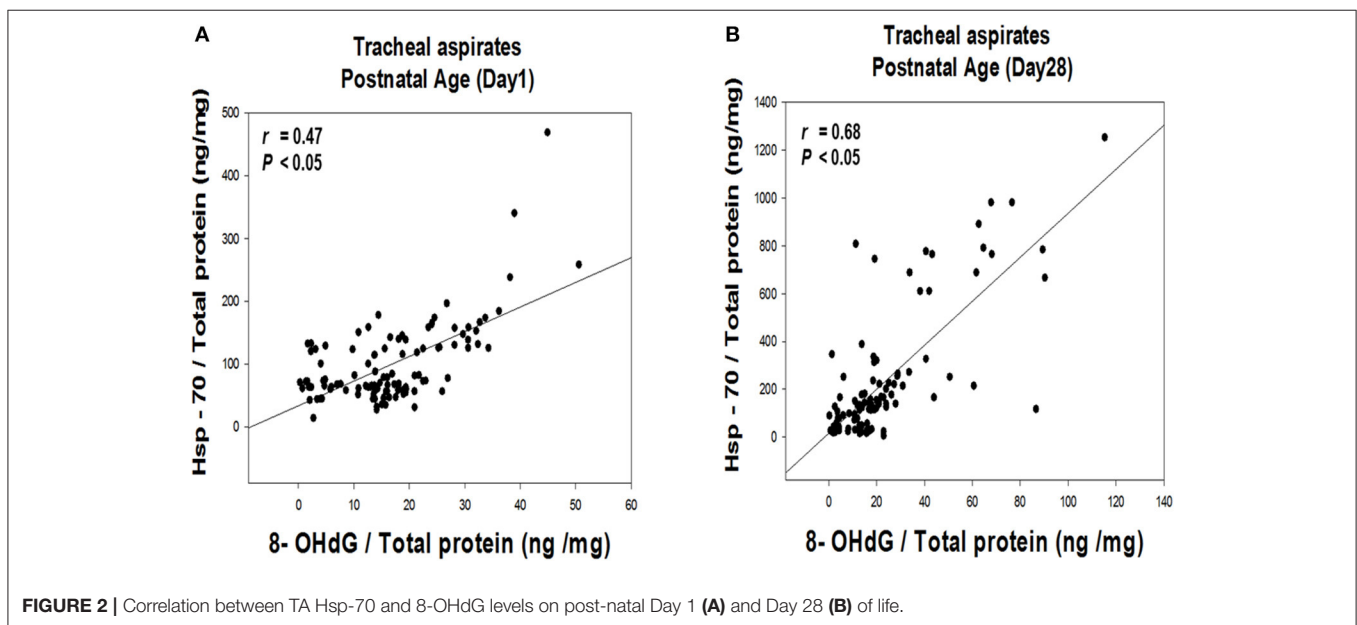 A
Tracheal aspirates
Postnatal Age (Day1)
Hsp - 70 / Total protein (ng/mg)
500
400
300
200
100
0
r = 0.47
P < 0.05
0 10 20 30 40 50 60
8- OHdG / Total protein (ng /mg)
B
Tracheal aspirates
Postnatal Age (Day28)
Hsp - 70 / Total protein (ng/mg)
1400
1200
1000
800
600
400
200
0
r = 0.68
P < 0.05
0 20 40 60 80 100 120 140
8- OHdG / Total protein (ng /mg)
FIGURE 2 | Correlation between TA Hsp-70 and 8-OHdG levels on post-natal Day 1 (A) and Day 28 (B) of life.